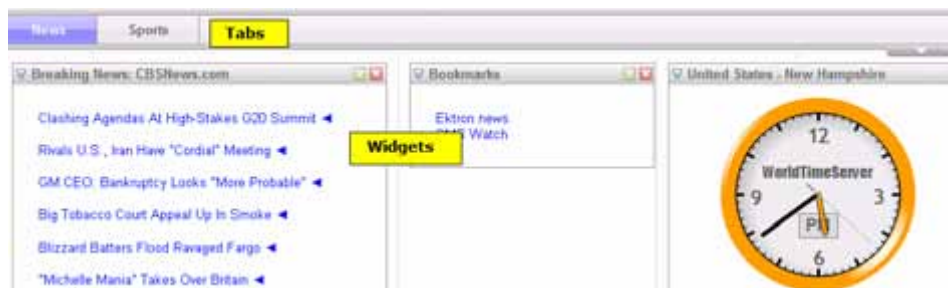 News
Sports
Tabs
Breaking News: CBSNews.com
Clashing Agendas At High-Stakes G20 Summit
Rivals U.S., Iran Have "Cordial" Meeting
GM CEO: Bankruptcy Looks "More Probable"
Big Tobacco Court Appeal Up In Smoke
Blizzard Batters Flood Ravaged Fargo
"Michelle Mania" Takes Over Britain
Widgets
Bookmarks
Ektron news
CMS Watch
United States - New Hampshire
12
WorldTimeServer
9
3
PM
6